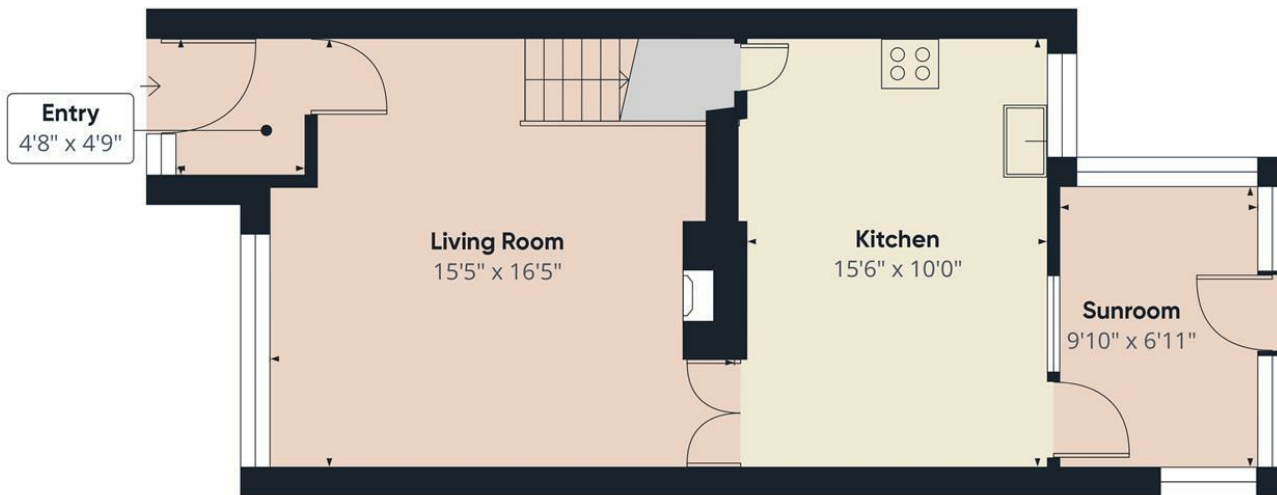 Entry
4'8" x 4'9"
Living Room
15'5" x 16'5"
Kitchen
15'6" x 10'0"
Sunroom
9'10" x 6'11"